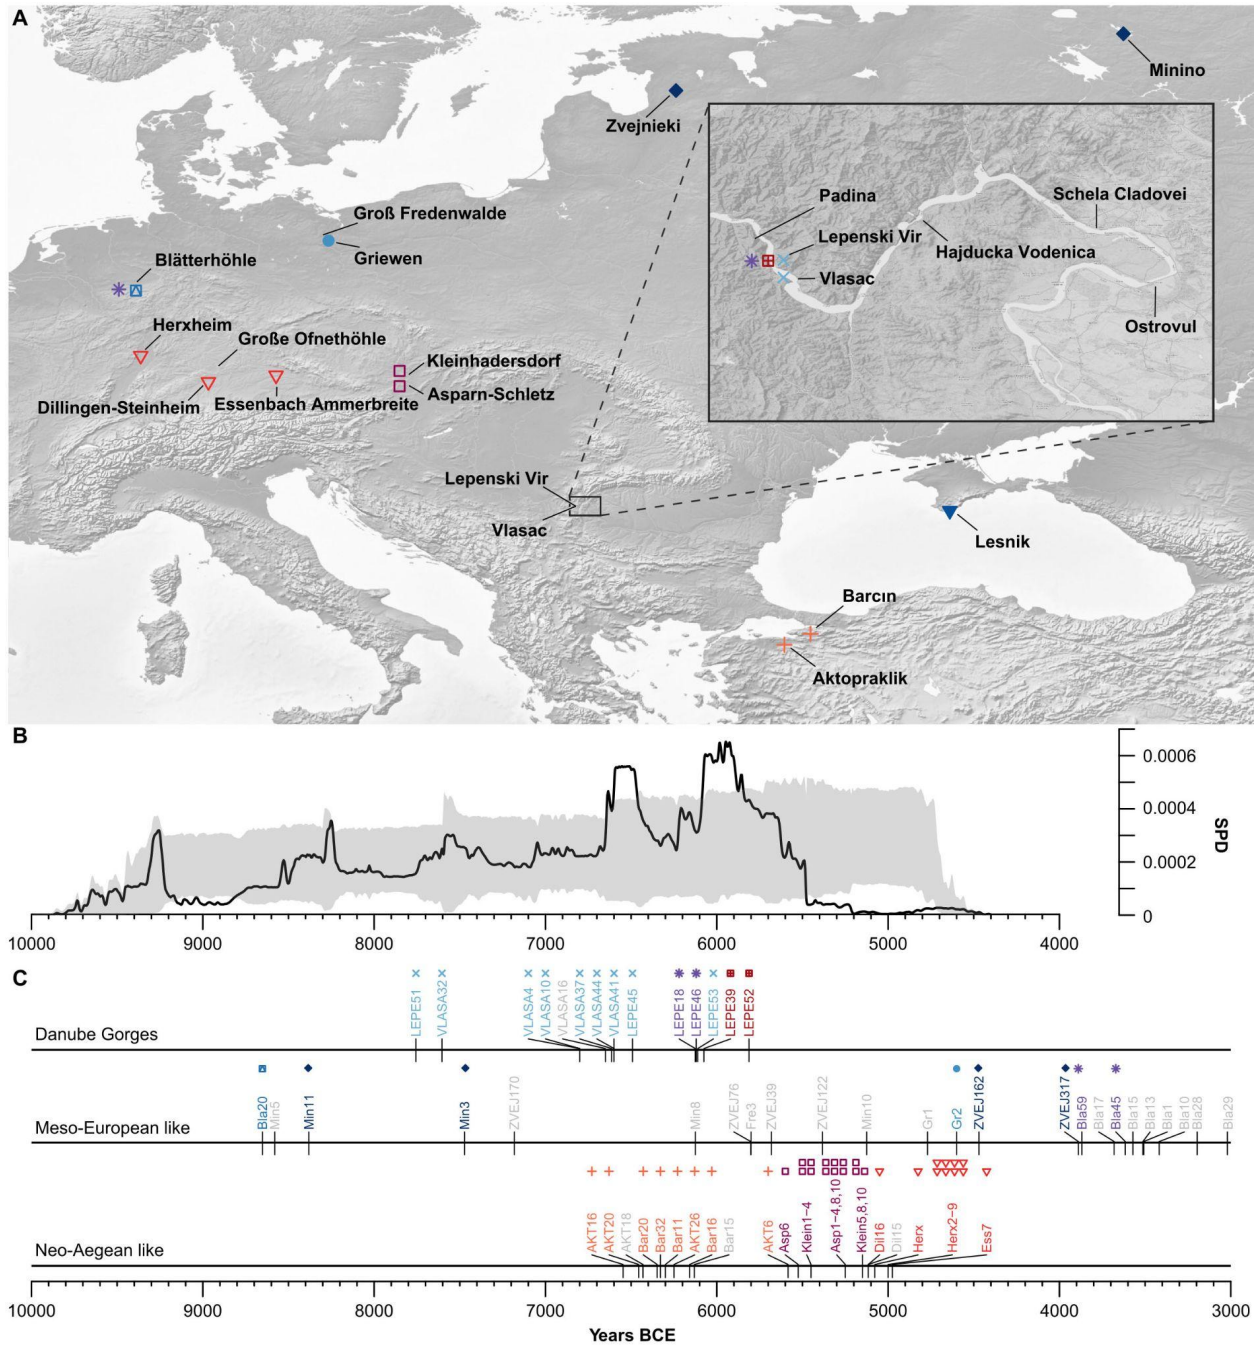 A
Minino
Zvejnieki
Padina
Schela Cladovei
Groß Fredenwalde
Lepenski Vir
Hajducka Vodenica
Griewen
Blätterhöhle
Vlasac
Ostrovul
Herxheim
Große Ofnethöhle
Kleinhadersdorf
Asparn-Schletz
Dillingen-Steinheim
Essenbach Ammerbreite
Lepenski Vir
Vlasac
Lesnik
Barcın
Aktopraklik
B
0.0006
0.0004
0.0002
0
SPD
10000 9000 8000 7000 6000 5000 4000
C
LEPE51 VLASA32 VLASA4 VLASA10 VLASA16 VLASA37 VLASA44 VLASA41 LEPE45 LEPE18 LEPE46 LEPE53 LEPE39 LEPE52
Danube Gorges
Bla20 Min5 Min11 Min3 ZVEJ170 Min8 ZVEJ76 Fre3 ZVEJ39 ZVEJ122 Min10 Gr1 Gr2 ZVEJ162 ZVEJ317 Bla59 Bla17 Bla45 Bla15 Bla13 Bla1 Bla10 Bla28 Bla29
Meso-European like
AKT16 AKT20 AKT18 Bar20 Bar32 Bar11 AKT26 Bar16 Bar15 AKT6 Asp6 Klein1-4 Asp1-4,8,10 Klein5,8,10 Dil16 Dil15 Herx Herx2-9 Ess7
Neo-Aegean like
10000 9000 8000 7000 6000 5000 4000 3000
Years BCE